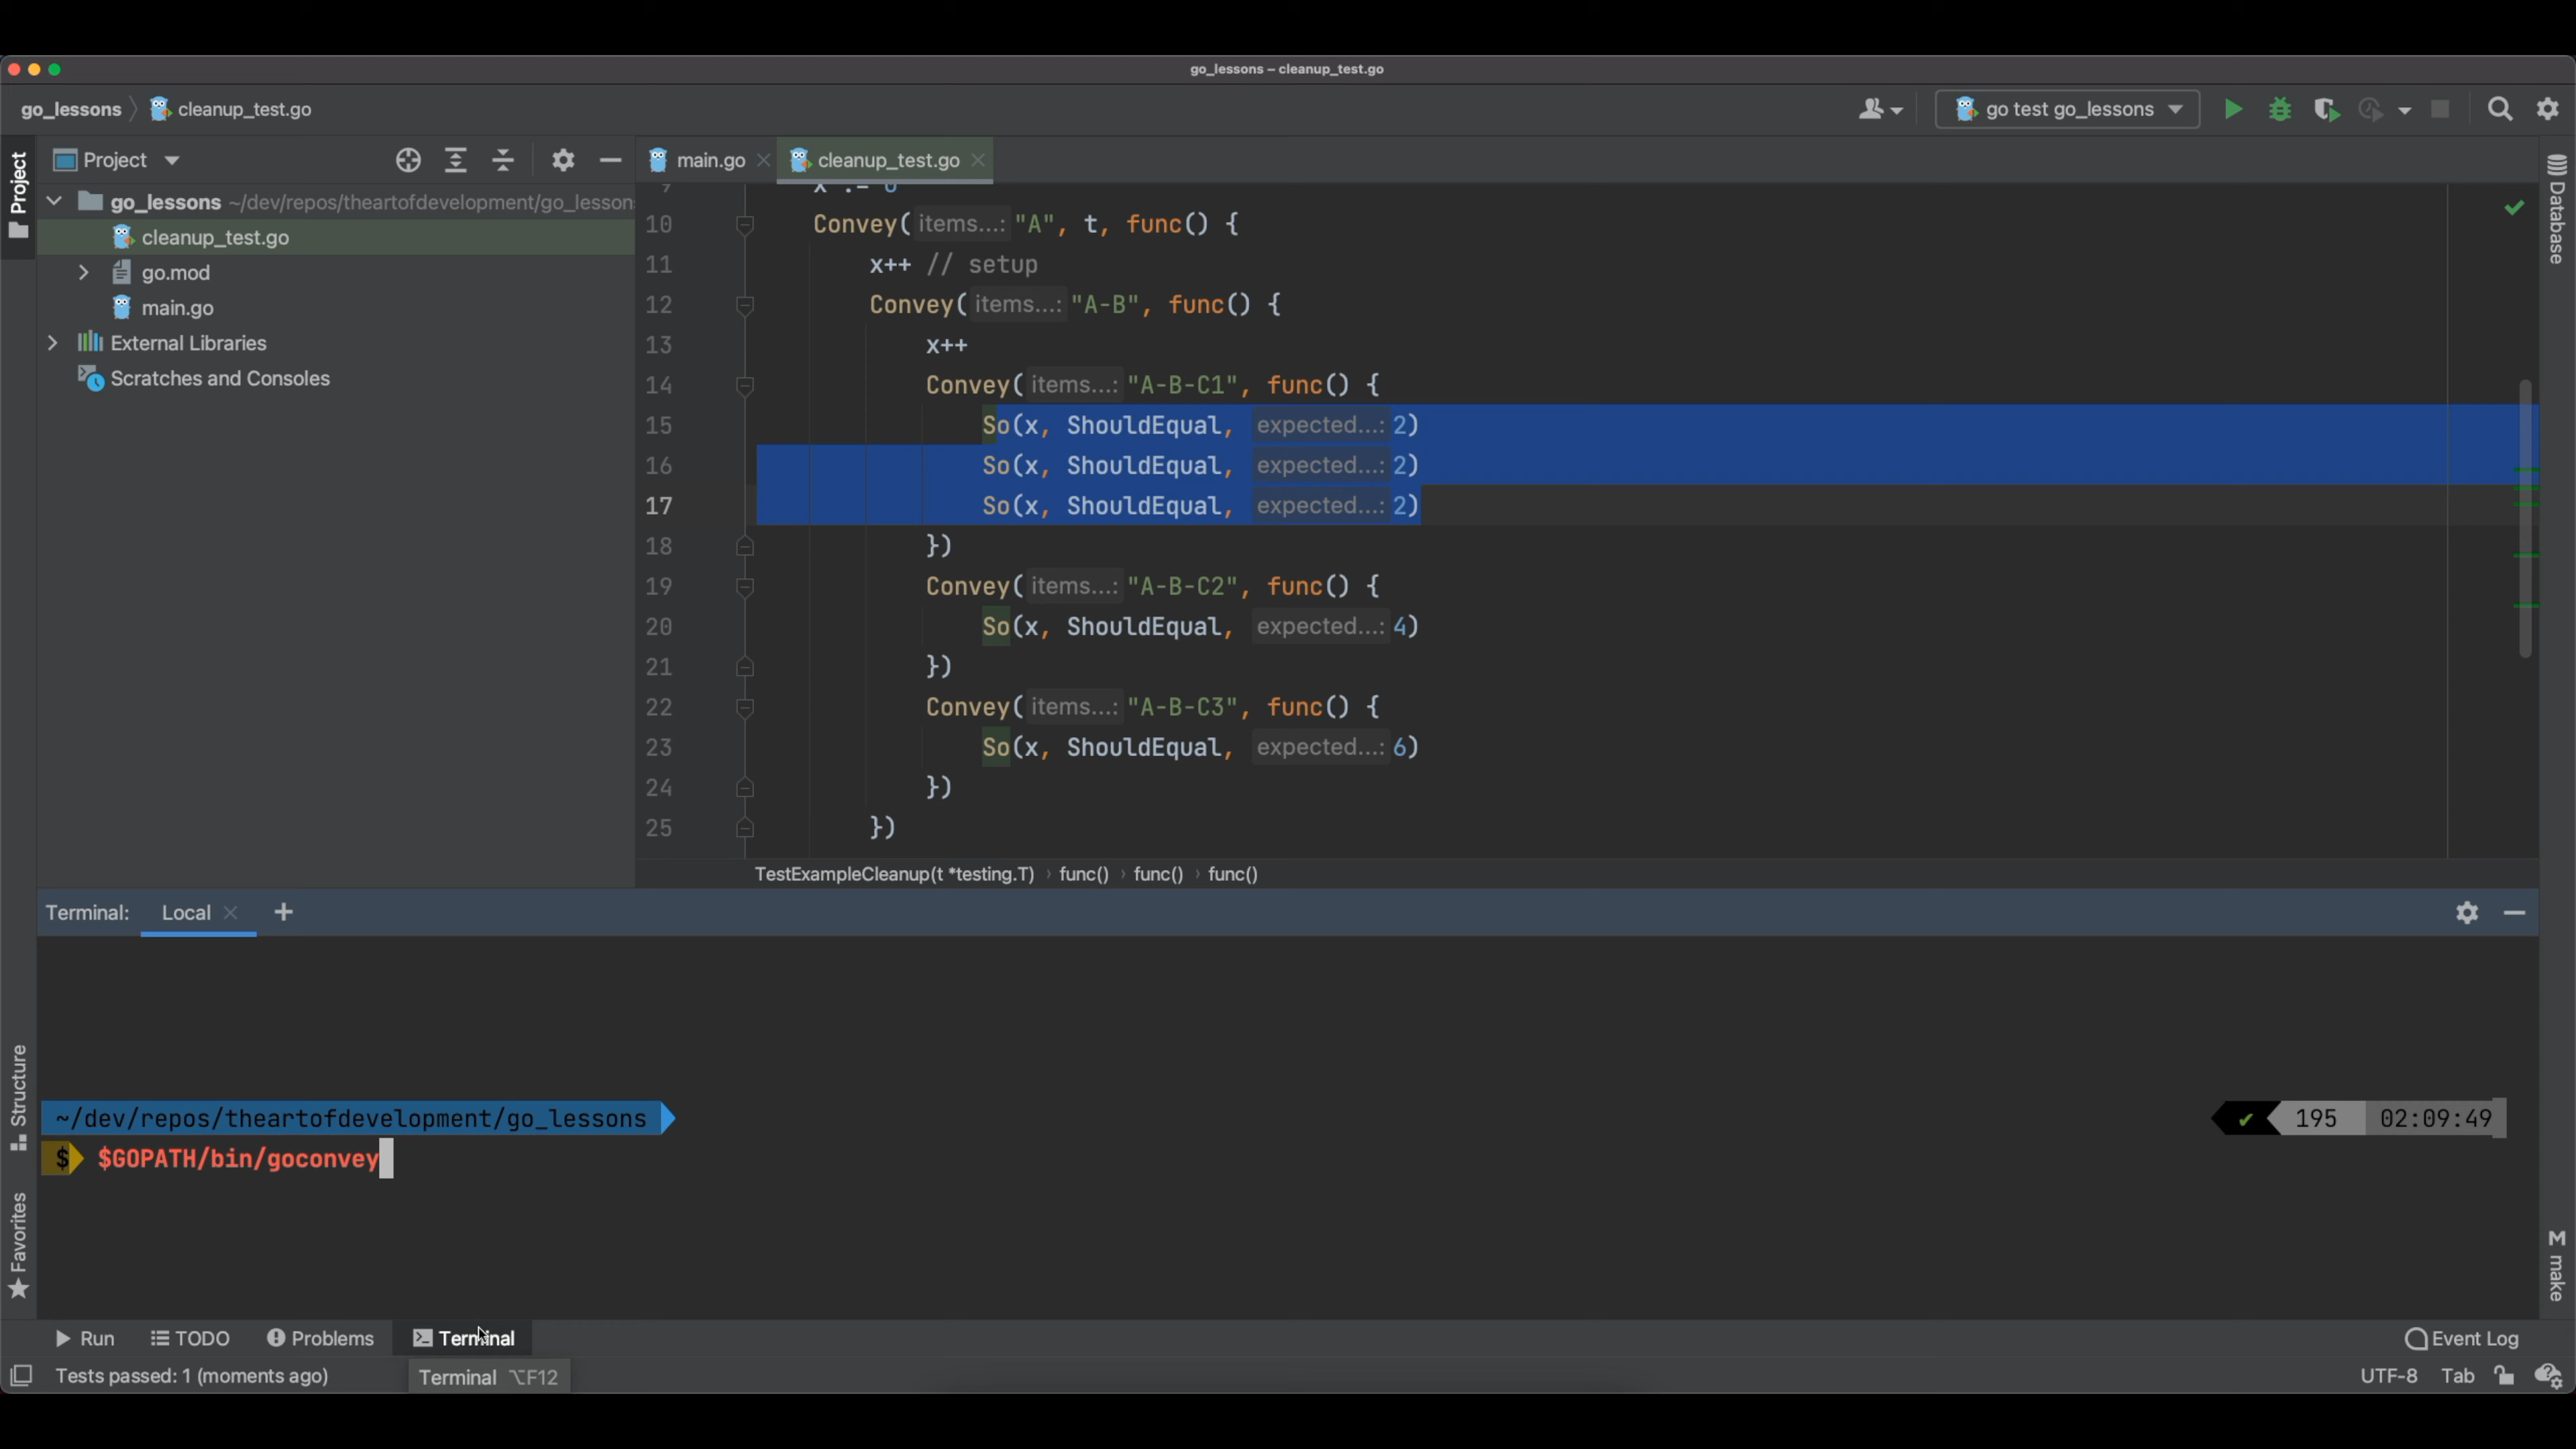 go_lessons – cleanup_test.go
go_lessons cleanup_test.go
go test go_lessons
Project
Project
main.go
cleanup_test.go
go_lessons ~/dev/repos/theartofdevelopment/go_lesson
cleanup_test.go
go.mod
main.go
External Libraries
Scratches and Consoles
Database
10 Convey( items...: "A", t, func() {
11 x++ // setup
12 Convey( items...: "A-B", func() {
13 x++
14 Convey( items...: "A-B-C1", func() {
15 So(x, ShouldEqual, expected...: 2)
16 So(x, ShouldEqual, expected...: 2)
17 So(x, ShouldEqual, expected...: 2)
18 })
19 Convey( items...: "A-B-C2", func() {
20 So(x, ShouldEqual, expected...: 4)
21 })
22 Convey( items...: "A-B-C3", func() {
23 So(x, ShouldEqual, expected...: 6)
24 })
25 })
TestExampleCleanup(t *testing.T) func() func() func()
Terminal: Local
Structure
Favorites
make
~/dev/repos/theartofdevelopment/go_lessons ✔ 195 02:09:49
$ $GOPATH/bin/goconvey
Run TODO Problems Terminal Event Log
Tests passed: 1 (moments ago) Terminal ⌥F12 UTF-8 Tab